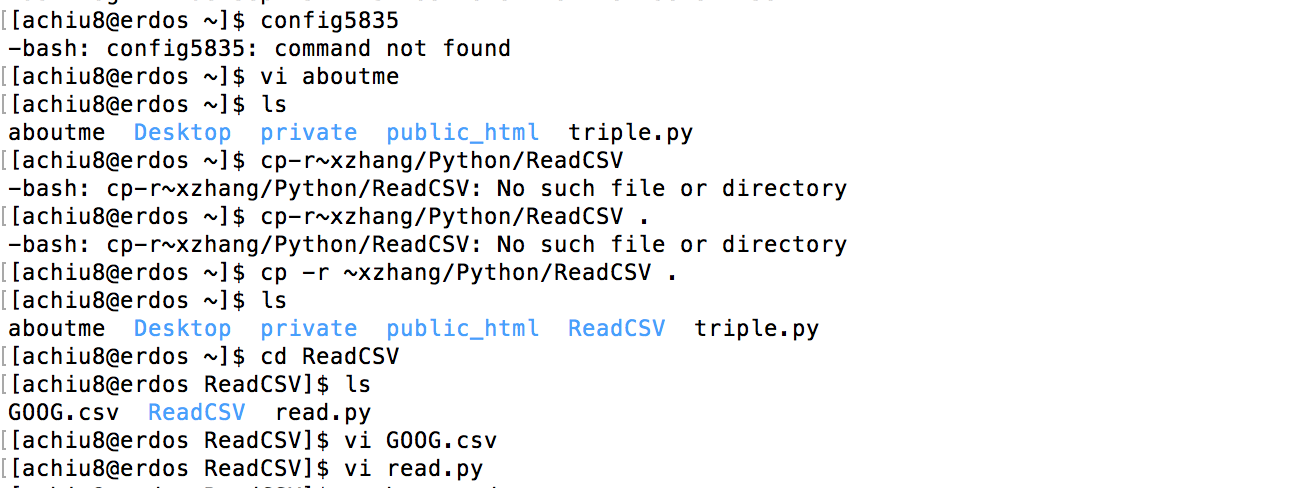 [[achiu8@erdos ~]$ config5835
-bash: config5835: command not found
[[achiu8@erdos ~]$ vi aboutme
[[achiu8@erdos ~]$ ls
aboutme  Desktop  private  public_html  triple.py
[[achiu8@erdos ~]$ cp-r~xzhang/Python/ReadCSV
-bash: cp-r~xzhang/Python/ReadCSV: No such file or directory
[[achiu8@erdos ~]$ cp-r~xzhang/Python/ReadCSV .
-bash: cp-r~xzhang/Python/ReadCSV: No such file or directory
[[achiu8@erdos ~]$ cp -r ~xzhang/Python/ReadCSV .
[[achiu8@erdos ~]$ ls
aboutme  Desktop  private  public_html  ReadCSV  triple.py
[[achiu8@erdos ~]$ cd ReadCSV
[[achiu8@erdos ReadCSV]$ ls
GOOG.csv  ReadCSV  read.py
[[achiu8@erdos ReadCSV]$ vi GOOG.csv
[[achiu8@erdos ReadCSV]$ vi read.py